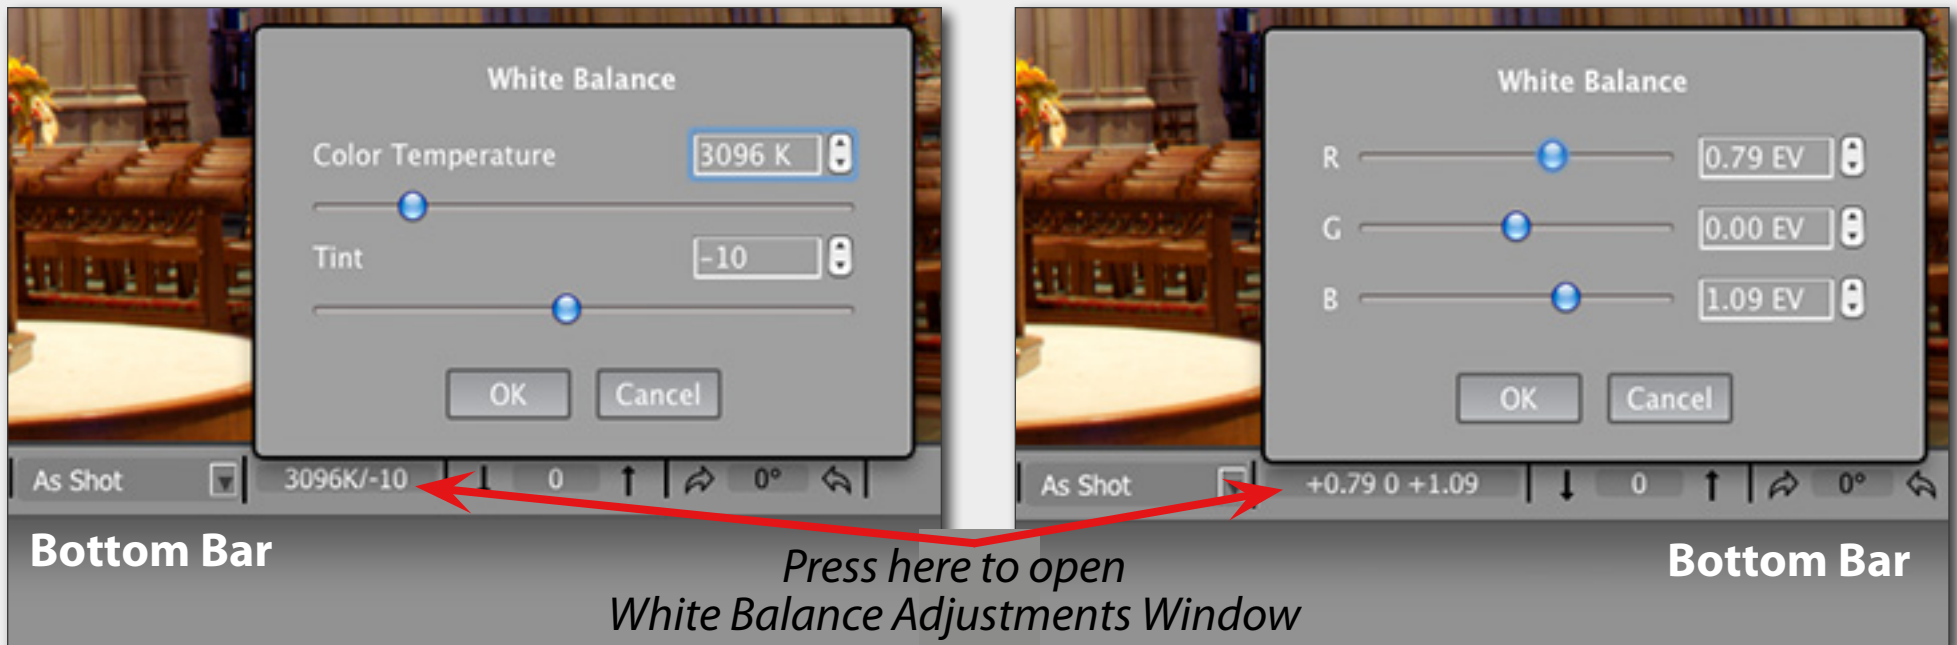 White Balance
Color Temperature 3096 K
Tint -10
OK Cancel
As Shot 3096K/-10 0 0°
Bottom Bar
White Balance
R 0.79 EV
G 0.00 EV
B 1.09 EV
OK Cancel
As Shot +0.79 0 +1.09 0 0°
Bottom Bar
Press here to open
White Balance Adjustments Window